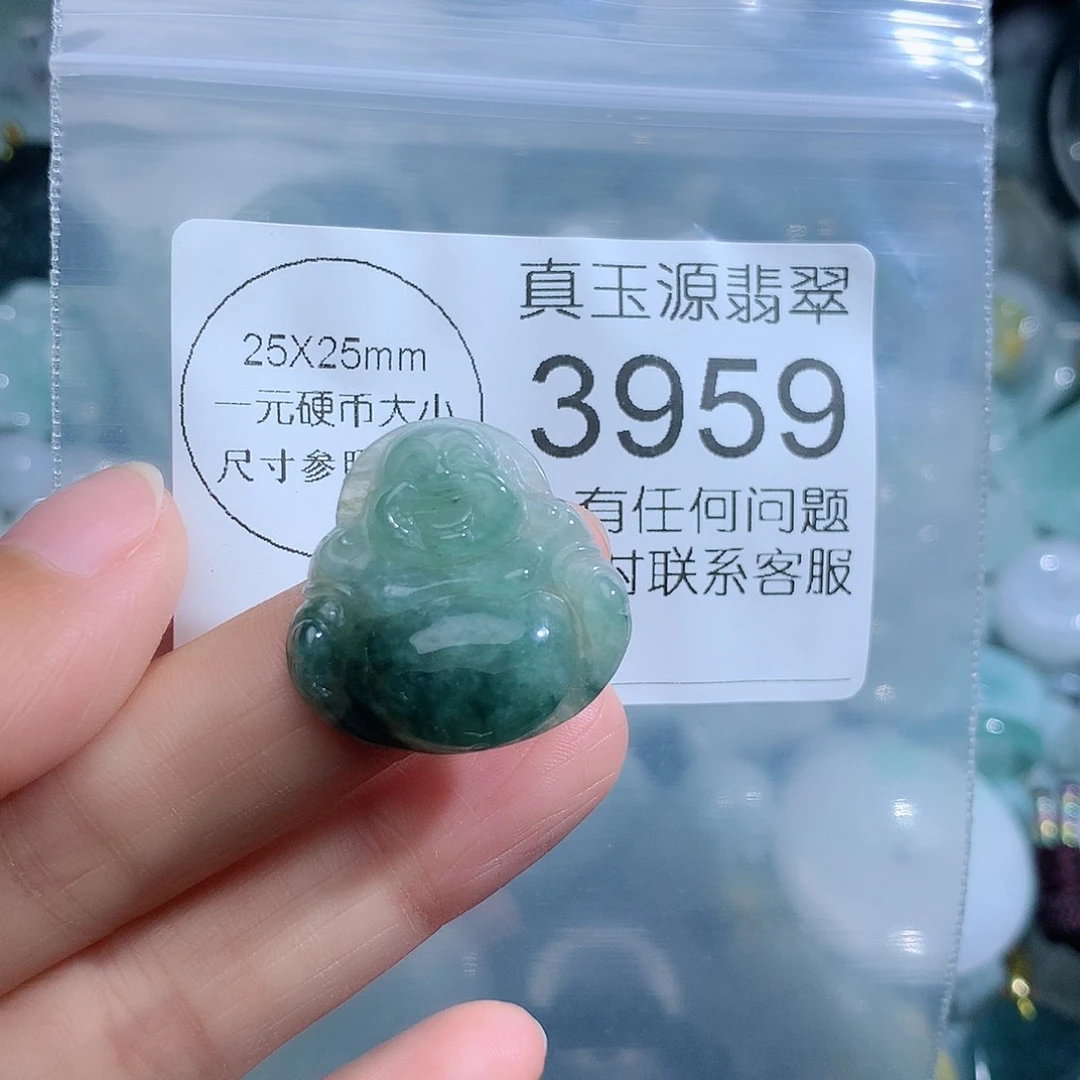 25X25mm
一元硬币大小
尺寸参
真玉源翡翠
3959
有任何问题
联系客服